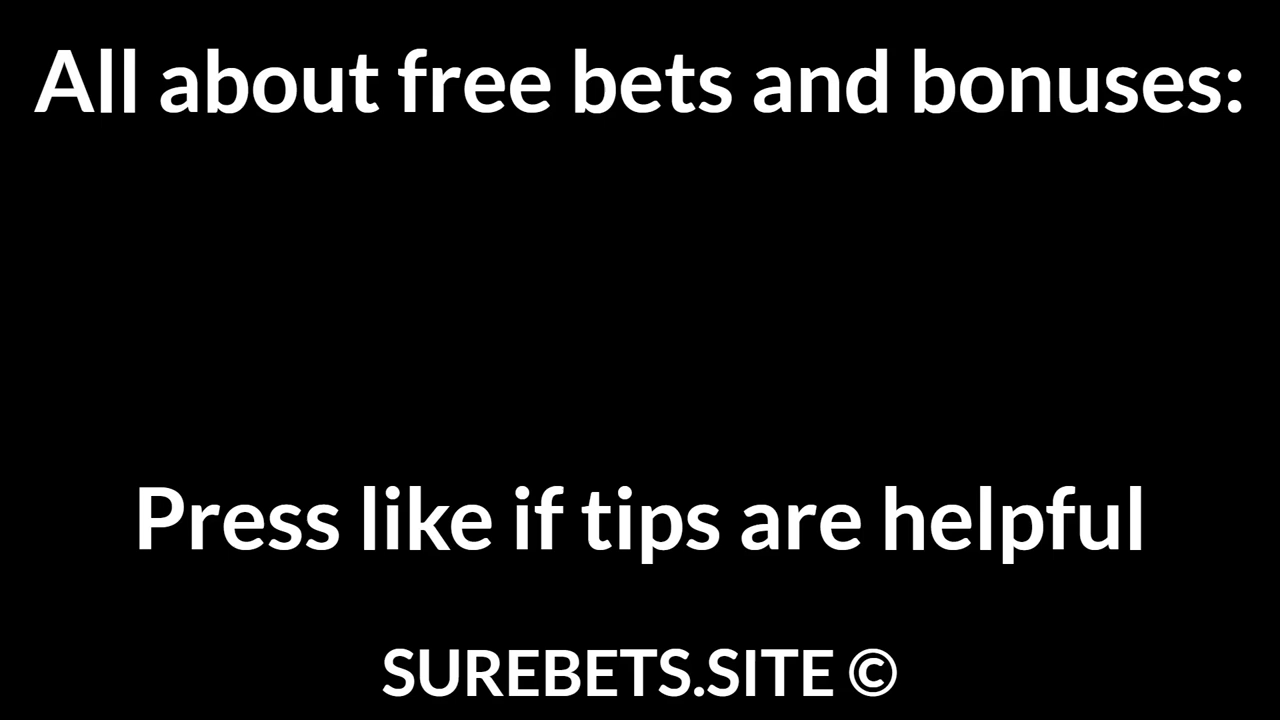 All about free bets and bonuses:
Press like if tips are helpful
SUREBETS.SITE ©